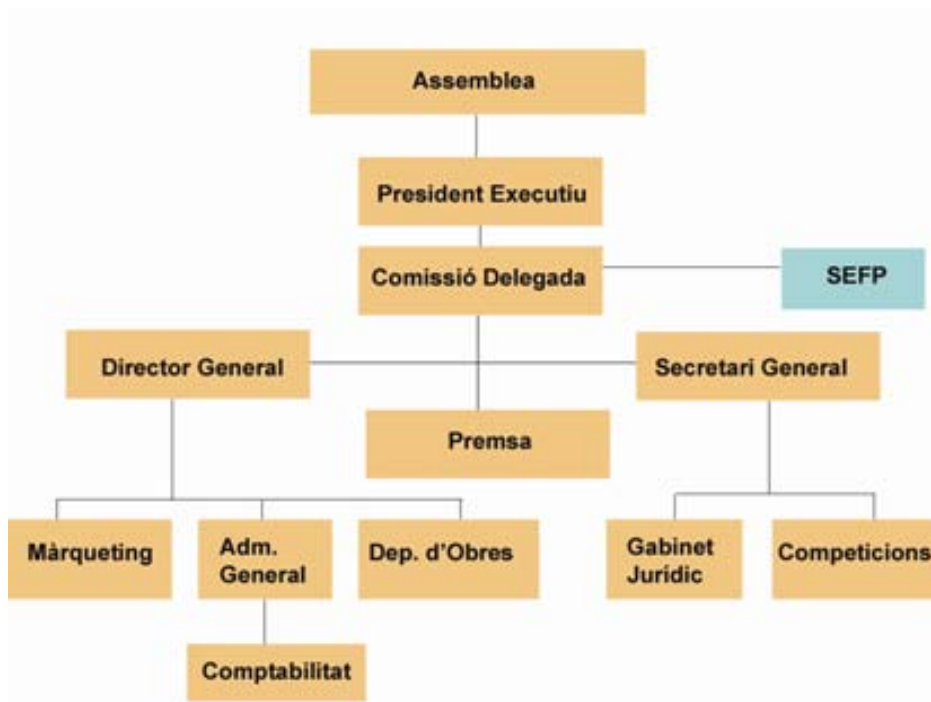 Assemblea
President Executiu
Comissió Delegada
SEFP
Director General
Secretari General
Premsa
Màrqueting
Adm.
General
Dep. d'Obres
Gabinet
Jurídic
Competicions
Comptabilitat